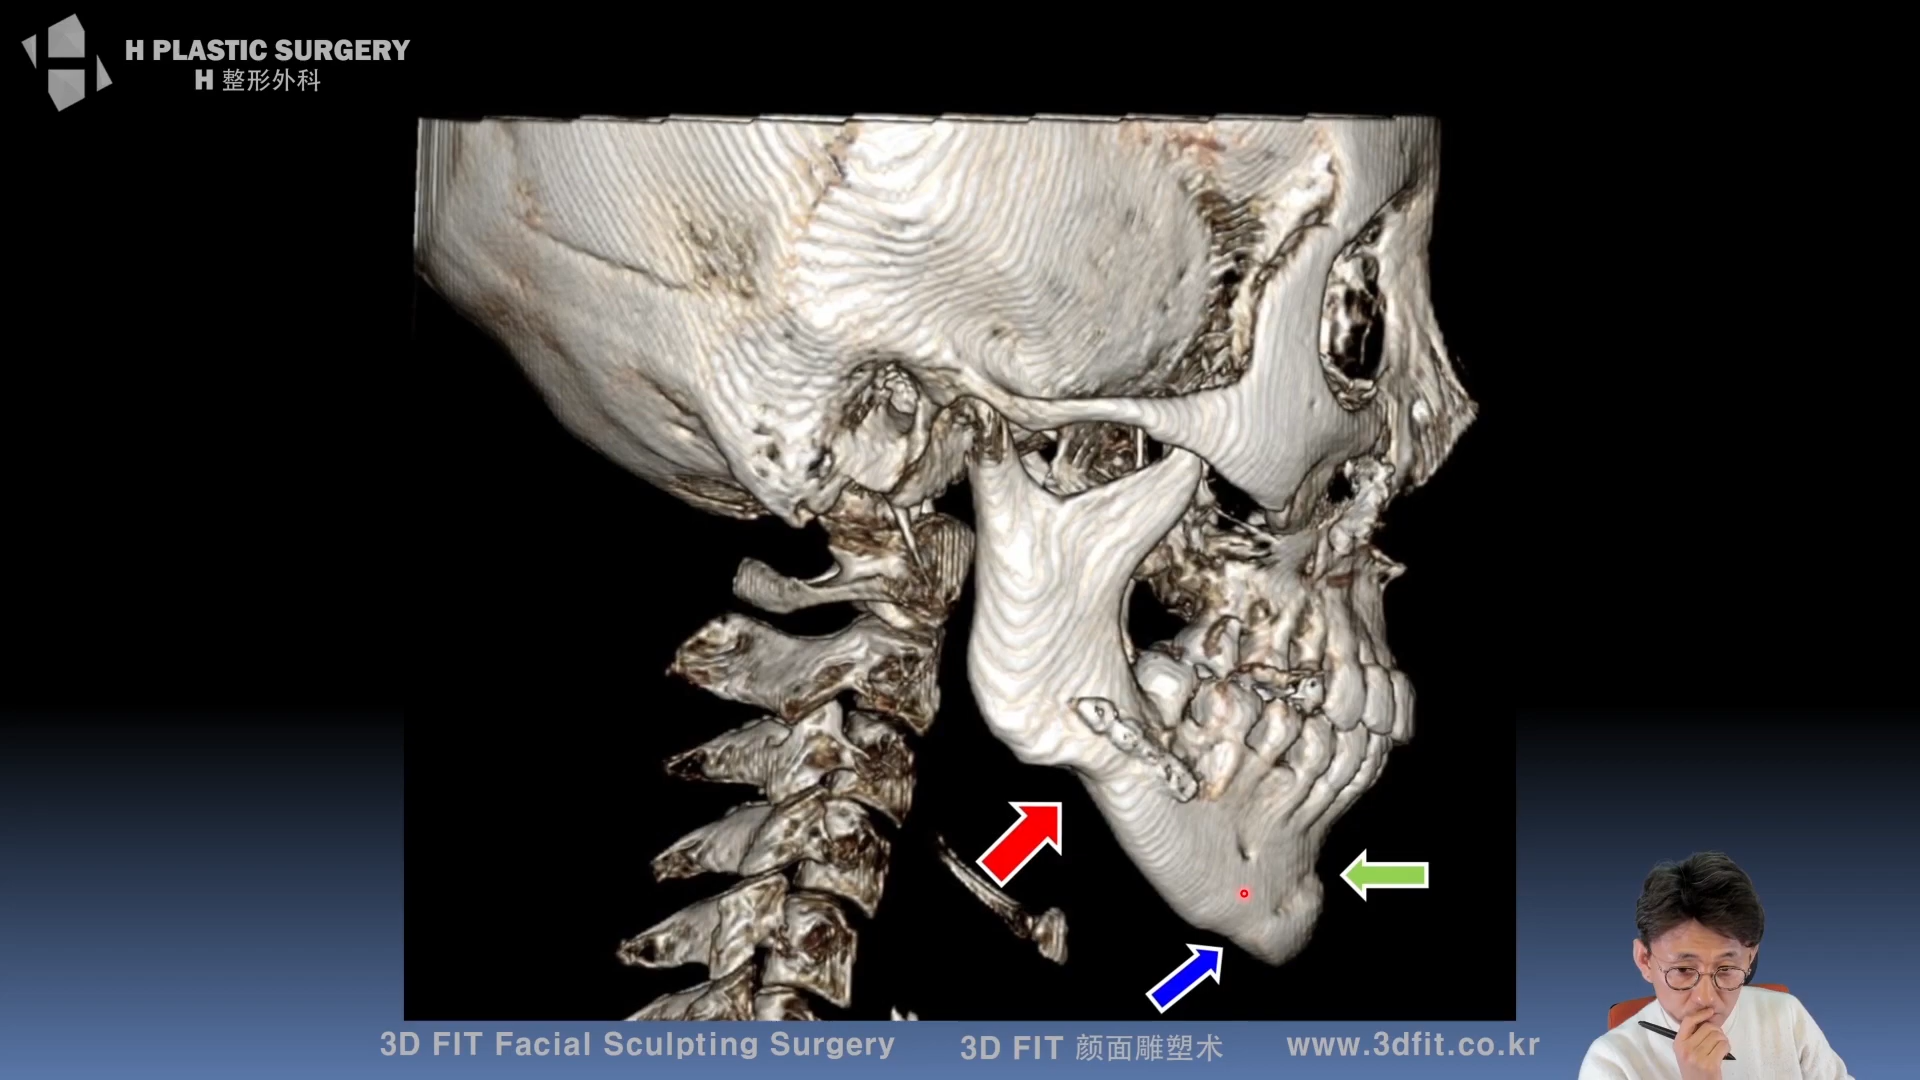 H PLASTIC SURGERY
H 整形外科
3D FIT Facial Sculpting Surgery 3D FIT 颜面雕塑术 www.3dfit.co.kr